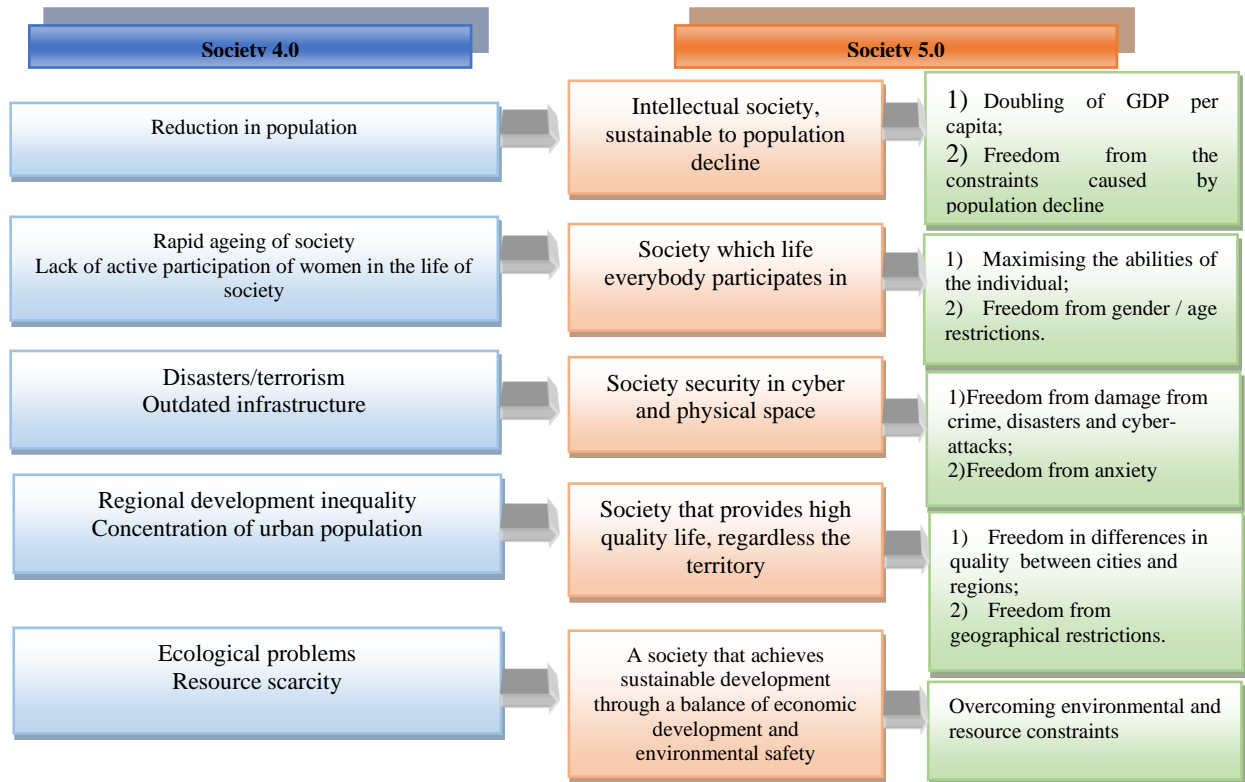 Society 4.0
Society 5.0
Reduction in population
Intellectual society,
sustainable to population
decline
1) Doubling of GDP per
capita;
2) Freedom from the
constraints caused by
population decline
Rapid ageing of society
Lack of active participation of women in the life of
society
Society which life
everybody participates in
1) Maximising the abilities of
the individual;
2) Freedom from gender / age
restrictions.
Disasters/terrorism
Outdated infrastructure
Society security in cyber
and physical space
1)Freedom from damage from
crime, disasters and cyber-
attacks;
2)Freedom from anxiety
Regional development inequality
Concentration of urban population
Society that provides high
quality life, regardless the
territory
1) Freedom in differences in
quality between cities and
regions;
2) Freedom from
geographical restrictions.
Ecological problems
Resource scarcity
A society that achieves
sustainable development
through a balance of economic
development and
environmental safety
Overcoming environmental and
resource constraints